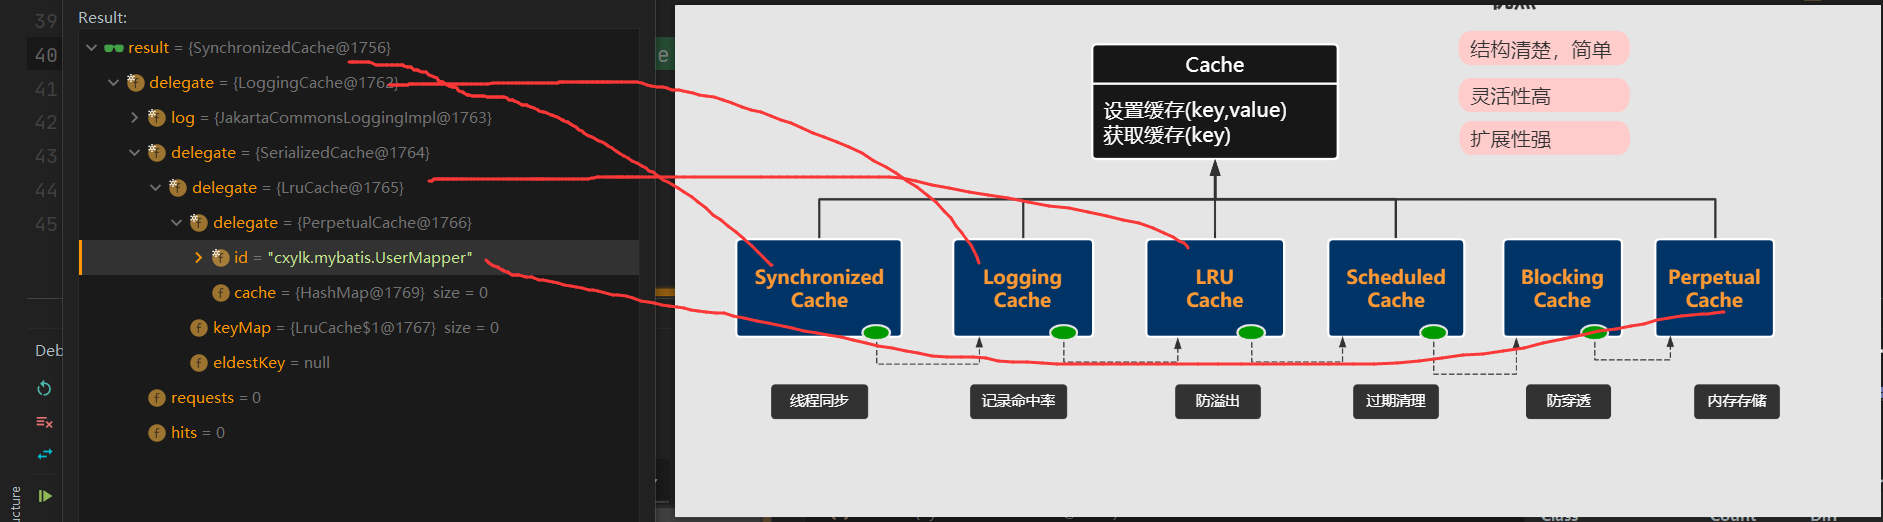 Result:
39
40
41
42
43
44
45
result = {SynchronizedCache@1756}
delegate = {LoggingCache@1762}
log = {JakartaCommonsLoggingImpl@1763}
delegate = {SerializedCache@1764}
delegate = {LruCache@1765}
delegate = {PerpetualCache@1766}
id = "cxylk.mybatis.UserMapper"
cache = {HashMap@1769} size = 0
keyMap = {LruCache$1@1767} size = 0
eldestKey = null
requests = 0
hits = 0
Deb
ucture
e
Cache
设置缓存(key,value)
获取缓存(key)
结构清楚，简单
灵活性高
扩展性强
Synchronized
Cache
Logging
Cache
LRU
Cache
Scheduled
Cache
Blocking
Cache
Perpetual
Cache
线程同步
记录命中率
防溢出
过期清理
防穿透
内存存储